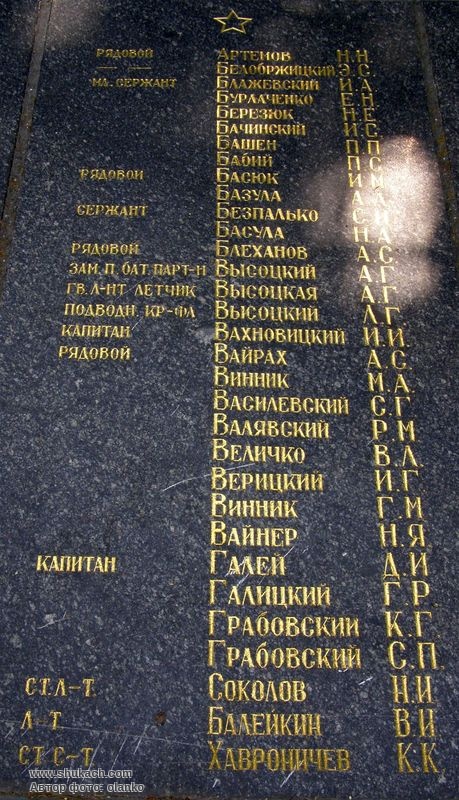 РЯДОВОЙ АРТЕМОВ Н.Н
—〃— БЕЛОБРЖИЦКИЙ Э.С.
МЛ. СЕРЖАНТ БЛАЖЕВСКИЙ И.А.
БУРЛАЧЕНКО Е.Н.
БЕРЕЗЮК Н.Е
БАЧИНСКИЙ И.С.
БАШЕН П.П
БАБИЙ П.С
РЯДОВОЙ БАСЮК И.М
БАЗУЛА А.
СЕРЖАНТ БЕЗПАЛЬКО С.И
БАСУЛА Н.А
РЯДОВОЙ БЛЕХАНОВ А.С.
ЗАМ. П. БАТ. ПАРТ-И ВЫСОЦКИЙ А.Г
ГВ. Л-НТ ЛЕТЧИК ВЫСОЦКАЯ А.Г
ПОДВОДН. КР-ФЛ ВЫСОЦКИЙ Л.Г
КАПИТАН ВАХНОВИЦКИЙ И.И.
РЯДОВОЙ ВАЙРАХ А.С.
ВИННИК М.А
ВАСИЛЕВСКИЙ С.Г
ВАЛЯВСКИЙ Р.М
ВЕЛИЧКО В.Л.
ВЕРИЦКИЙ И.Г
ВИННИК Г.М
ВАЙНЕР Н.Я
КАПИТАН ГАЛЕЙ Д.И
ГАЛИЦКИЙ Г.Р.
ГРАБОВСКИЙ К.Г.
ГРАБОВСКИЙ С.П.
СТ. Л-Т. СОКОЛОВ Н.И.
Л-Т БАЛЕЙКИН В.И
СТ С-Т ХАВРОНИЧЕВ К.К
www.shukach.com
Автор фото: olanko